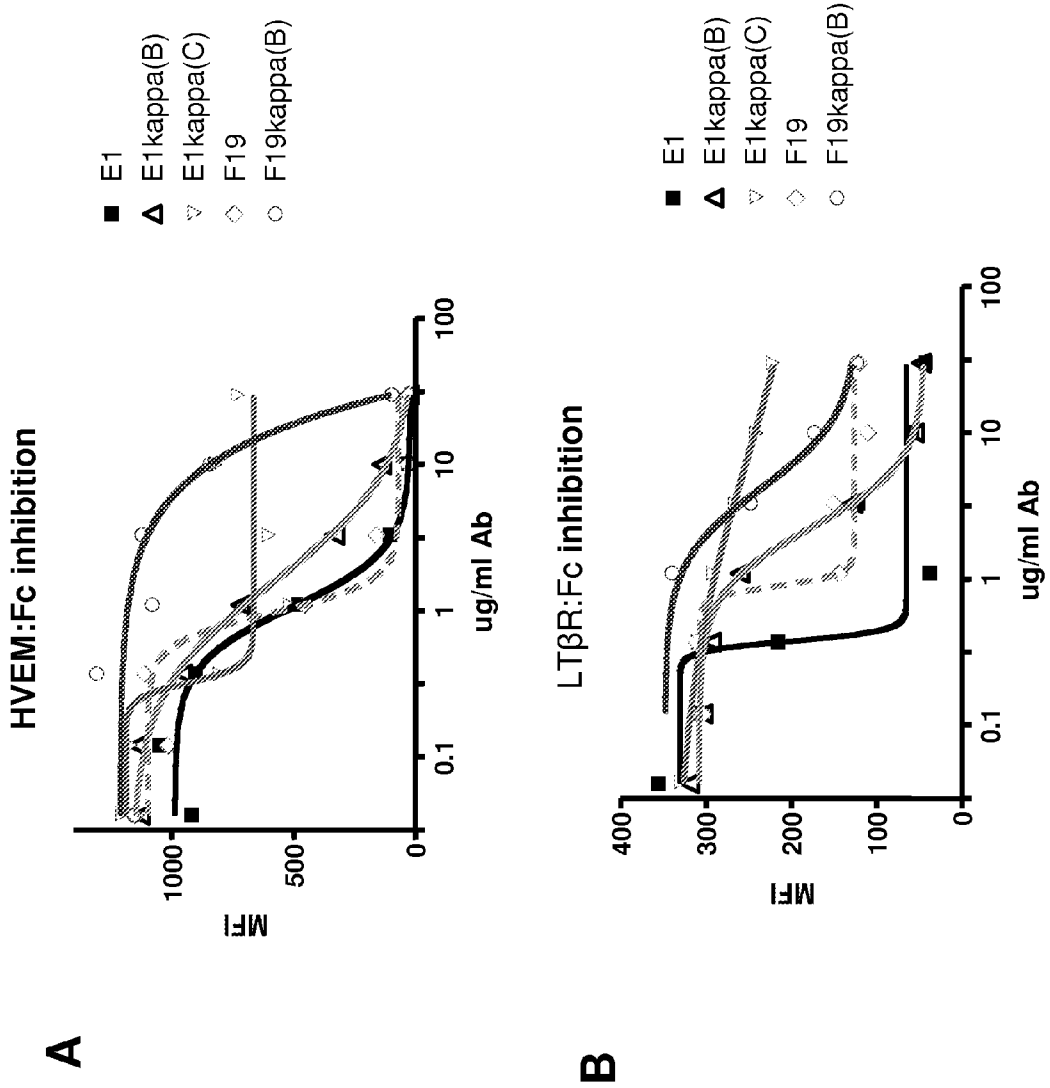 A
HVEM:Fc inhibition
MFI
1000
500
0
0.1
1
10
100
ug/ml Ab
E1
E1kappa(B)
E1kappa(C)
F19
F19kappa(B)
B
LTβR:Fc inhibition
MFI
400
300
200
100
0
0.1
1
10
100
ug/ml Ab
E1
E1kappa(B)
E1kappa(C)
F19
F19kappa(B)